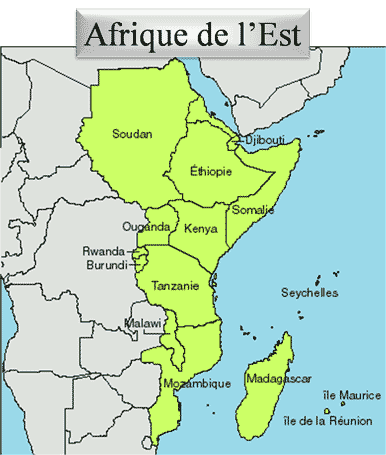 Afrique de l'Est
Soudan
Djibouti
Éthiopie
Somalie
Ouganda
Kenya
Rwanda
Burundi
Tanzanie
Seychelles
Malawi
Mozambique
Madagascar
île Maurice
île de la Réunion